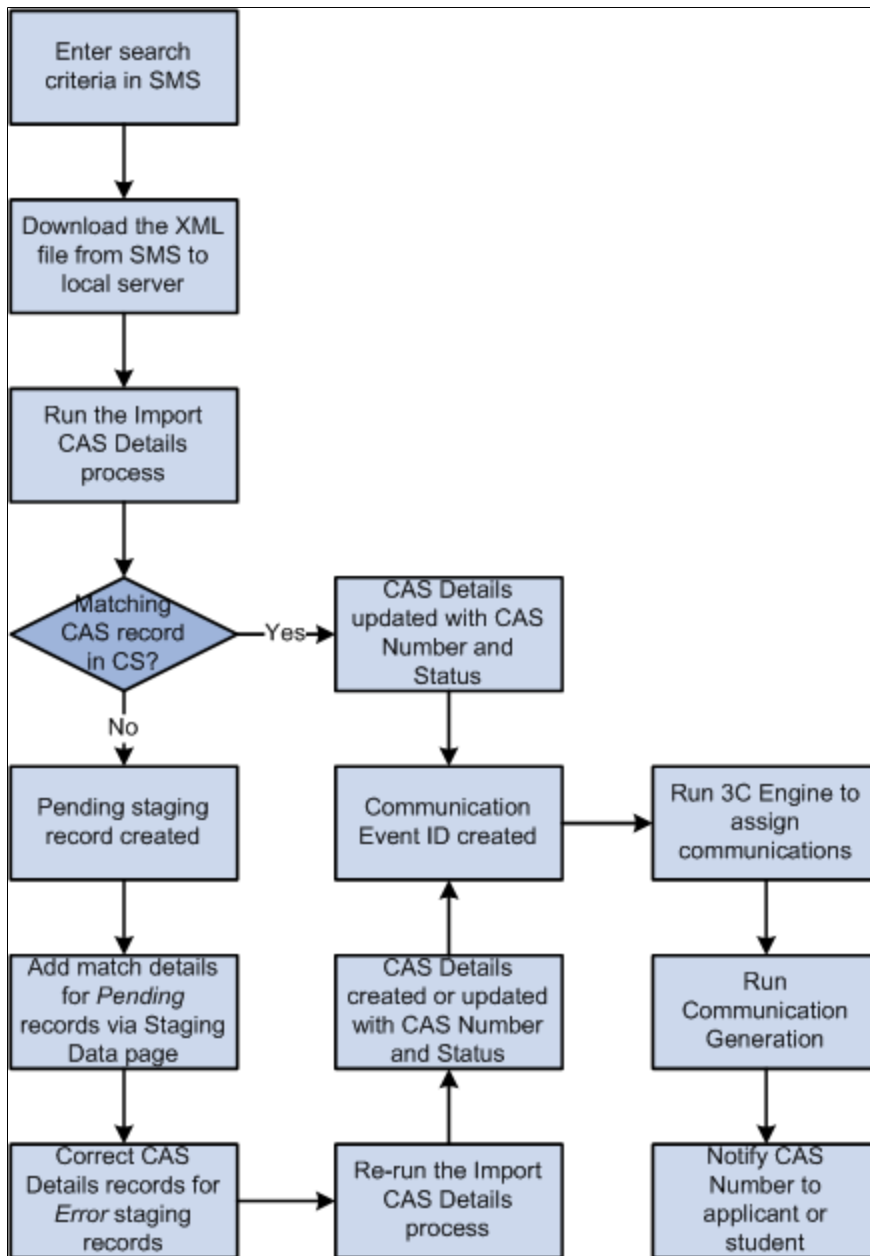 Enter search
criteria in SMS
Download the XML
file from SMS to
local server
Run the Import
CAS Details
process
Matching
CAS record
in CS?
Yes
CAS Details
updated with CAS
Number and
Status
No
Pending staging
record created
Communication
Event ID created
Run 3C Engine to
assign
communications
Add match details
for Pending
records via Staging
Data page
CAS Details
created or updated
with CAS Number
and Status
Run
Communication
Generation
Correct CAS
Details records for
Error staging
records
Re-run the Import
CAS Details
process
Notify CAS
Number to
applicant or
student